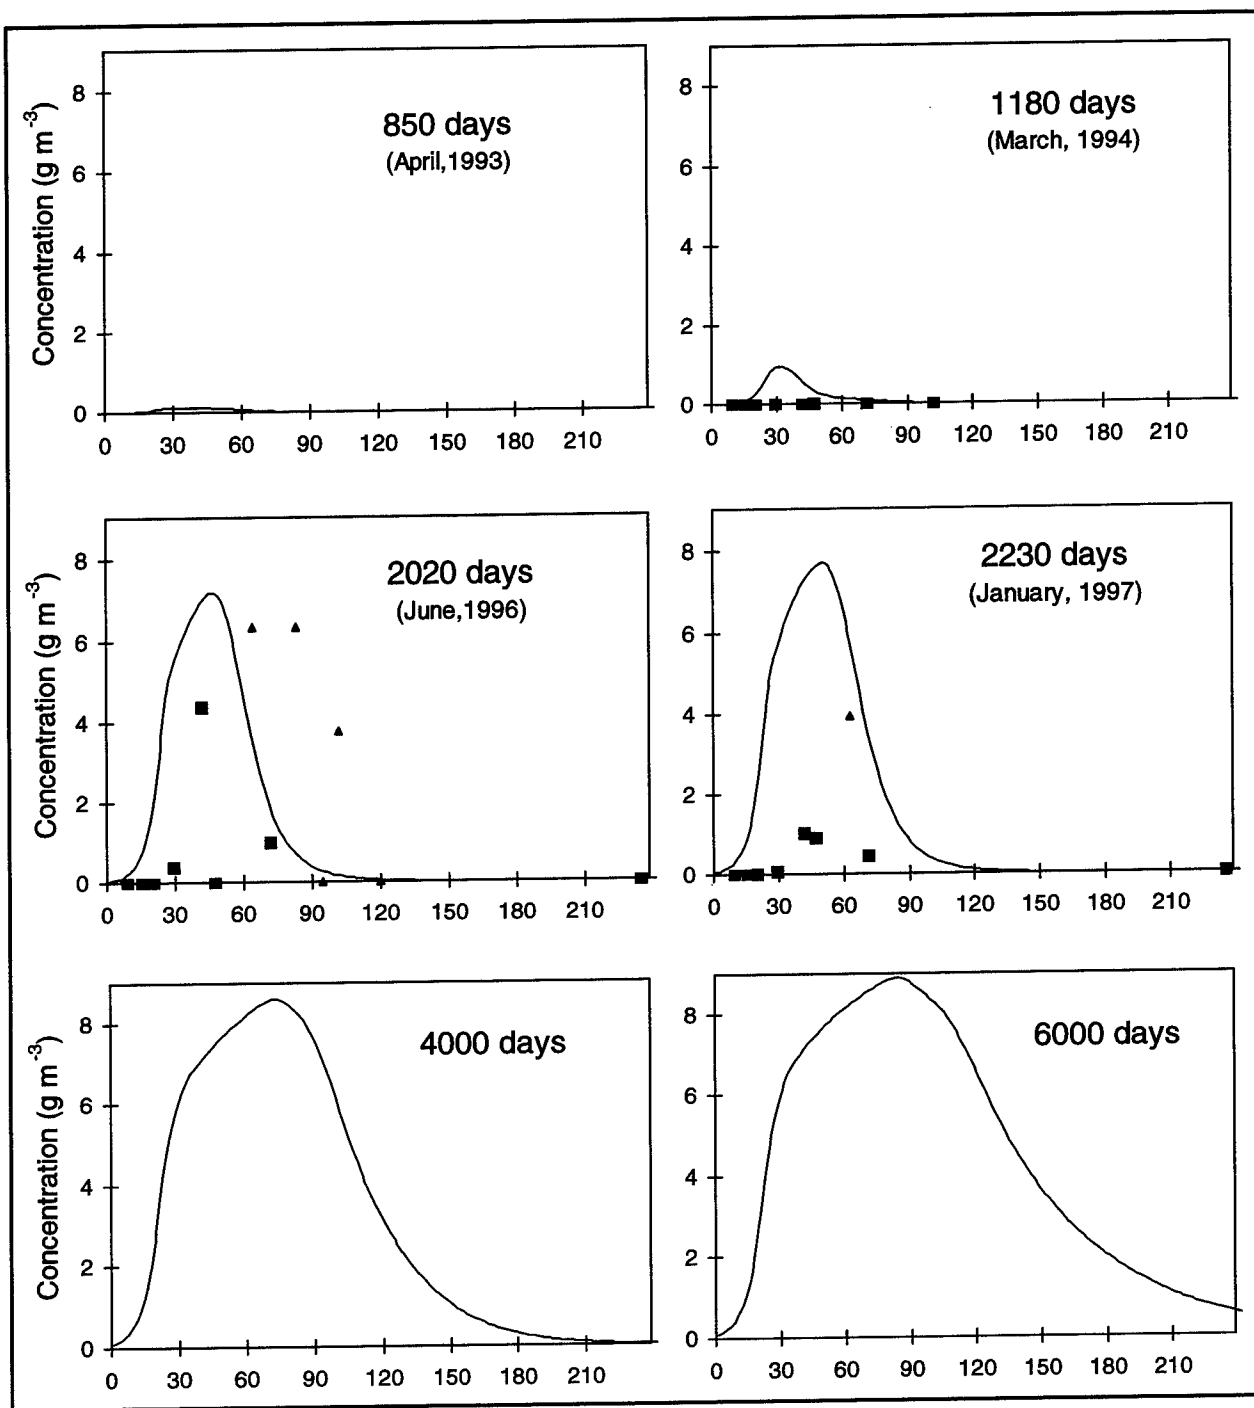 850 days
(April,1993)
Concentration (g m⁻³)
8
6
4
2
0
0 30 60 90 120 150 180 210
1180 days
(March, 1994)
8
6
4
2
0
0 30 60 90 120 150 180 210
2020 days
(June,1996)
Concentration (g m⁻³)
8
6
4
2
0
0 30 60 90 120 150 180 210
2230 days
(January, 1997)
8
6
4
2
0
0 30 60 90 120 150 180 210
4000 days
Concentration (g m⁻³)
8
6
4
2
0
0 30 60 90 120 150 180 210
6000 days
8
6
4
2
0
0 30 60 90 120 150 180 210